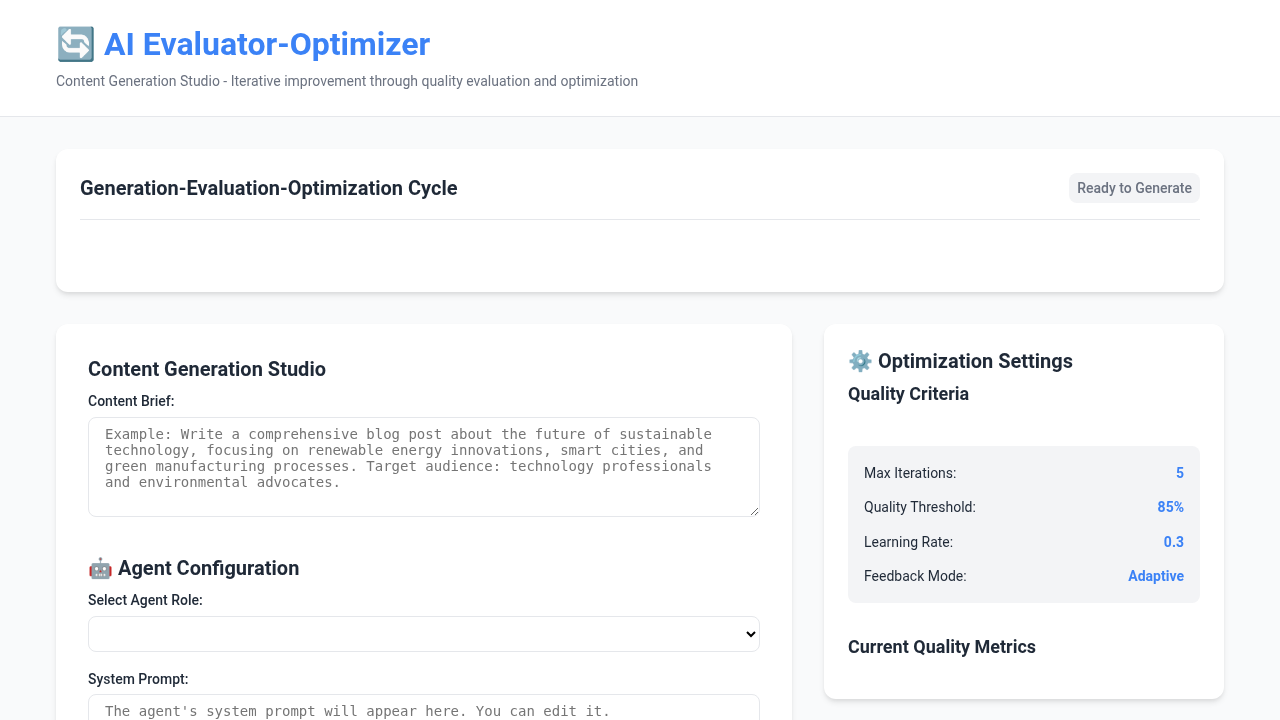 🔄 AI Evaluator-Optimizer
Content Generation Studio - Iterative improvement through quality evaluation and optimization
Generation-Evaluation-Optimization Cycle
Ready to Generate
Content Generation Studio
Content Brief:
Example: Write a comprehensive blog post about the future of sustainable
technology, focusing on renewable energy innovations, smart cities, and
green manufacturing processes. Target audience: technology professionals
and environmental advocates.
🤖 Agent Configuration
Select Agent Role:
System Prompt:
The agent's system prompt will appear here. You can edit it.
⚙️ Optimization Settings
Quality Criteria
Max Iterations: 5
Quality Threshold: 85%
Learning Rate: 0.3
Feedback Mode: Adaptive
Current Quality Metrics